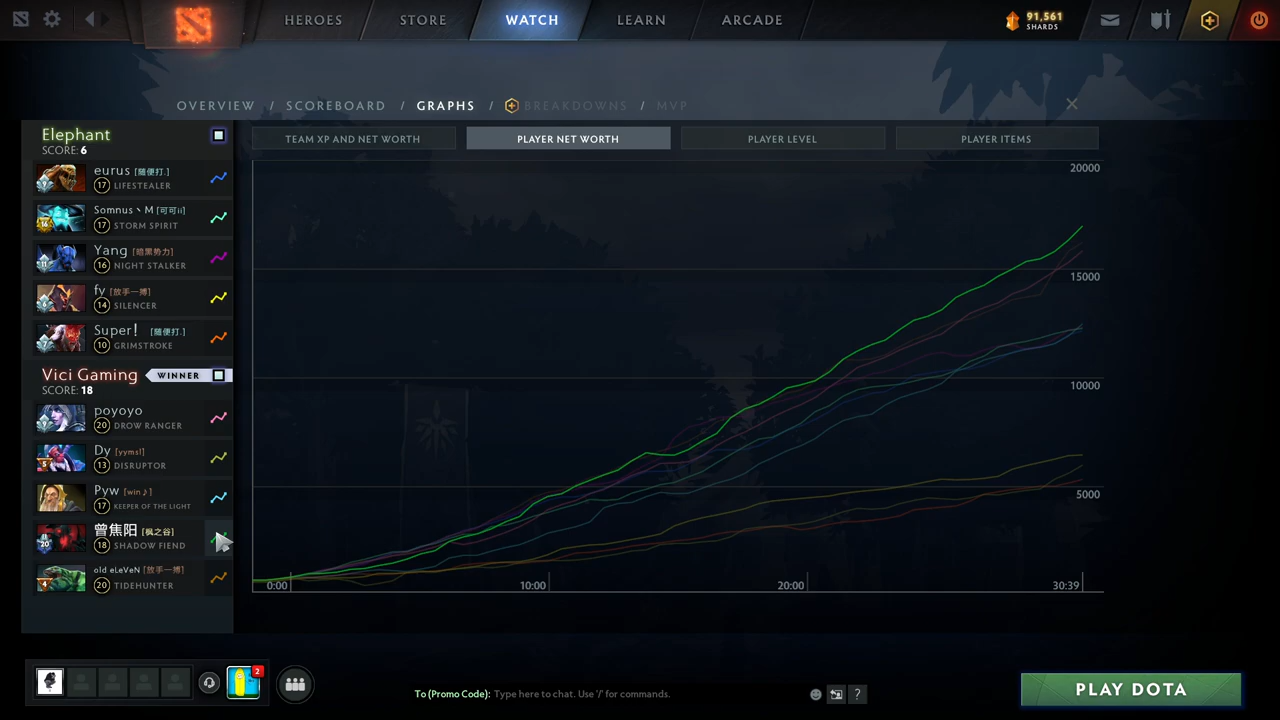 HEROES
STORE
WATCH
LEARN
ARCADE
91,561
SHARDS
OVERVIEW / SCOREBOARD / GRAPHS / BREAKDOWNS / MVP
Elephant
SCORE: 6
eurus [随便打.]
17 LIFESTEALER
Somnus丶M [可可ii]
17 STORM SPIRIT
Yang [暗黑势力]
16 NIGHT STALKER
fy [放手一搏]
14 SILENCER
Super! [随便打.]
10 GRIMSTROKE
Vici Gaming
WINNER
SCORE: 18
poyoyo
20 DROW RANGER
Dy [yyms!]
13 DISRUPTOR
Pyw [win♪]
17 KEEPER OF THE LIGHT
曾焦阳 [枫之谷]
18 SHADOW FIEND
old eLeVeN [放手一搏]
20 TIDEHUNTER
TEAM XP AND NET WORTH
PLAYER NET WORTH
PLAYER LEVEL
PLAYER ITEMS
20000
15000
10000
5000
0:00
10:00
20:00
30:39
2
To (Promo Code): Type here to chat. Use '/' for commands.
?
PLAY DOTA